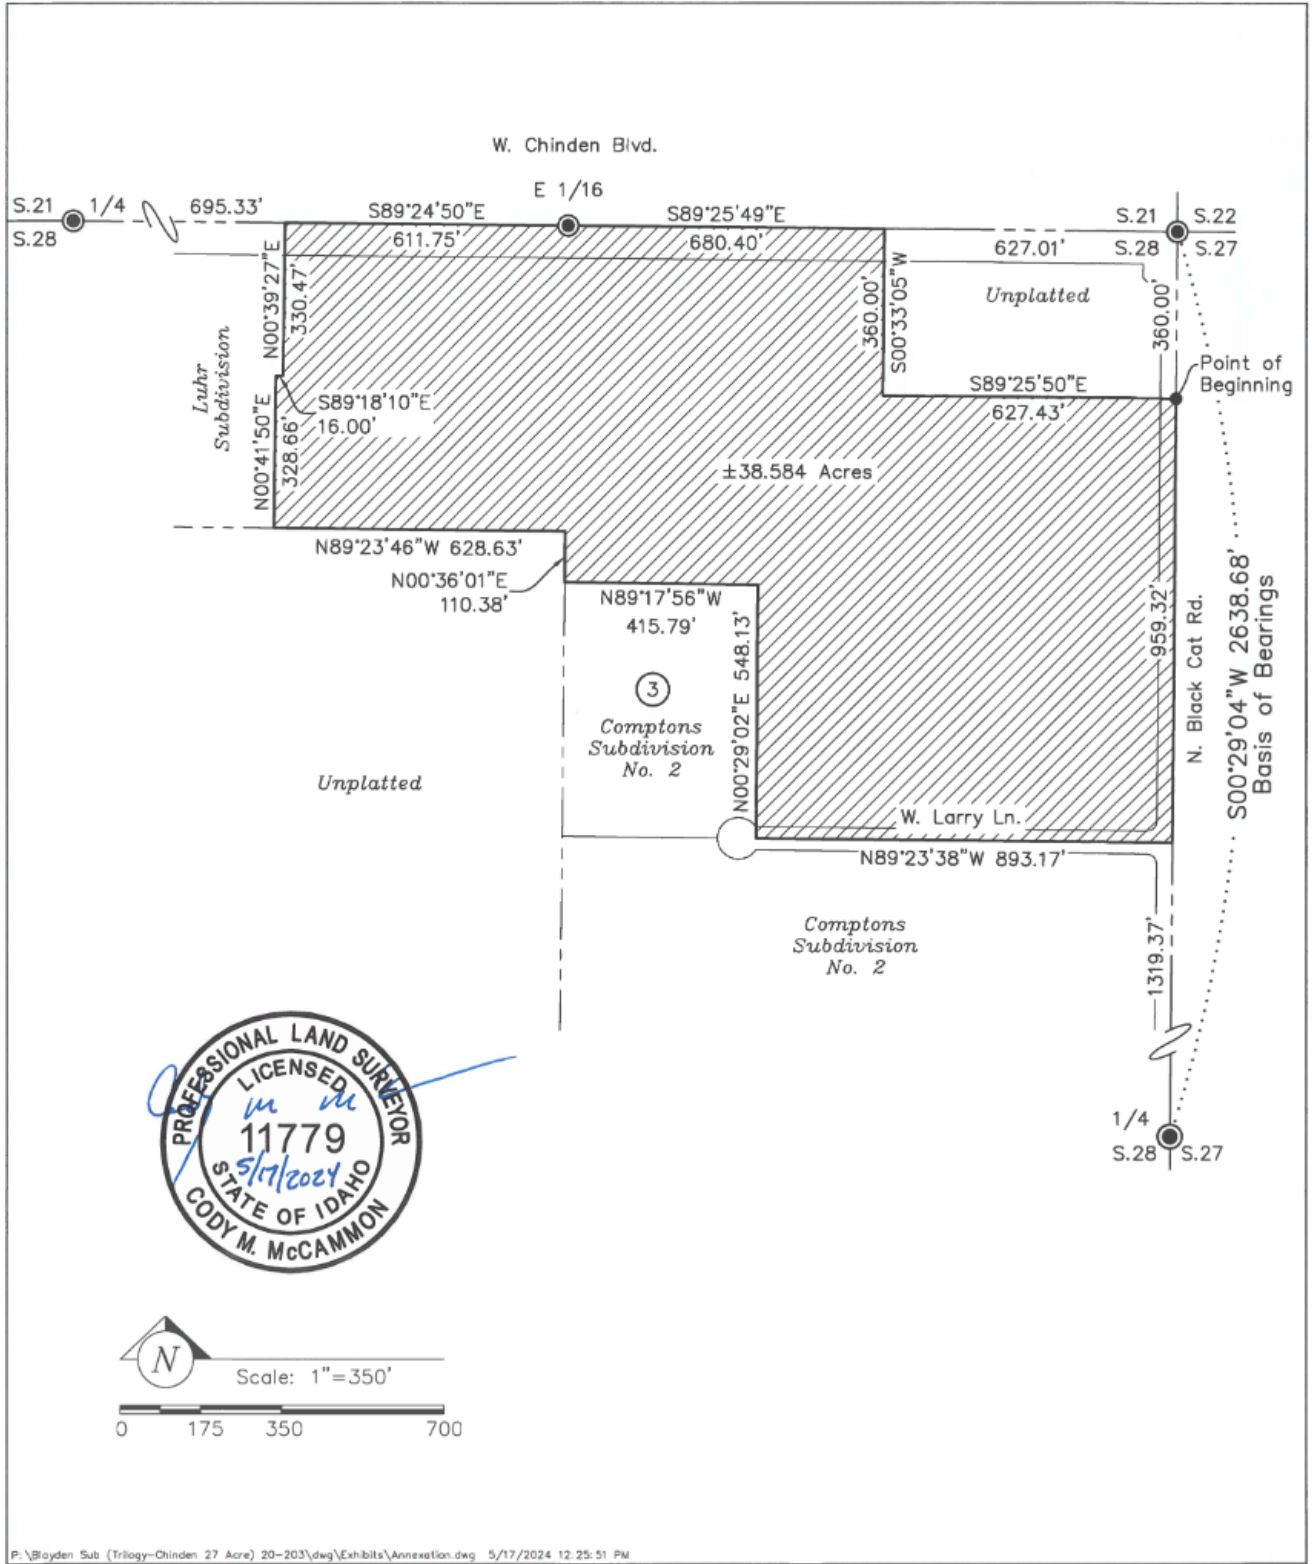 W. Chinden Blvd.
E 1/16
S.21 1/4 695.33' S89°24'50"E S89°25'49"E S.21 S.22
S.28 611.75' 680.40' 627.01' S.28 S.27
N00°39'27"E
330.47'
360.00'
S00°33'05"W
Unplatted
360.00'
Luhr
Subdivision
Point of
Beginning
S89°25'50"E
627.43'
S89°18'10"E
16.00'
N00°41'50"E
328.66'
±38.584 Acres
N89°23'46"W 628.63'
N00°36'01"E
110.38'
N89°17'56"W
415.79'
3
Comptons
Subdivision
No. 2
N00°29'02"E 548.13'
959.32'
N. Black Cat Rd.
S00°29'04"W 2638.68'
Basis of Bearings
Unplatted
W. Larry Ln.
N89°23'38"W 893.17'
Comptons
Subdivision
No. 2
1319.37'
1/4
S.28 S.27
PROFESSIONAL LAND SURVEYOR
LICENSED
11779
5/17/2024
STATE OF IDAHO
CODY M. McCAMMON
N
Scale: 1"=350'
0 175 350 700
P:\Blayden Sub (Trilogy-Chinden 27 Acre) 20-203\dwg\Exhibits\Annexation.dwg 5/17/2024 12:25:51 PM